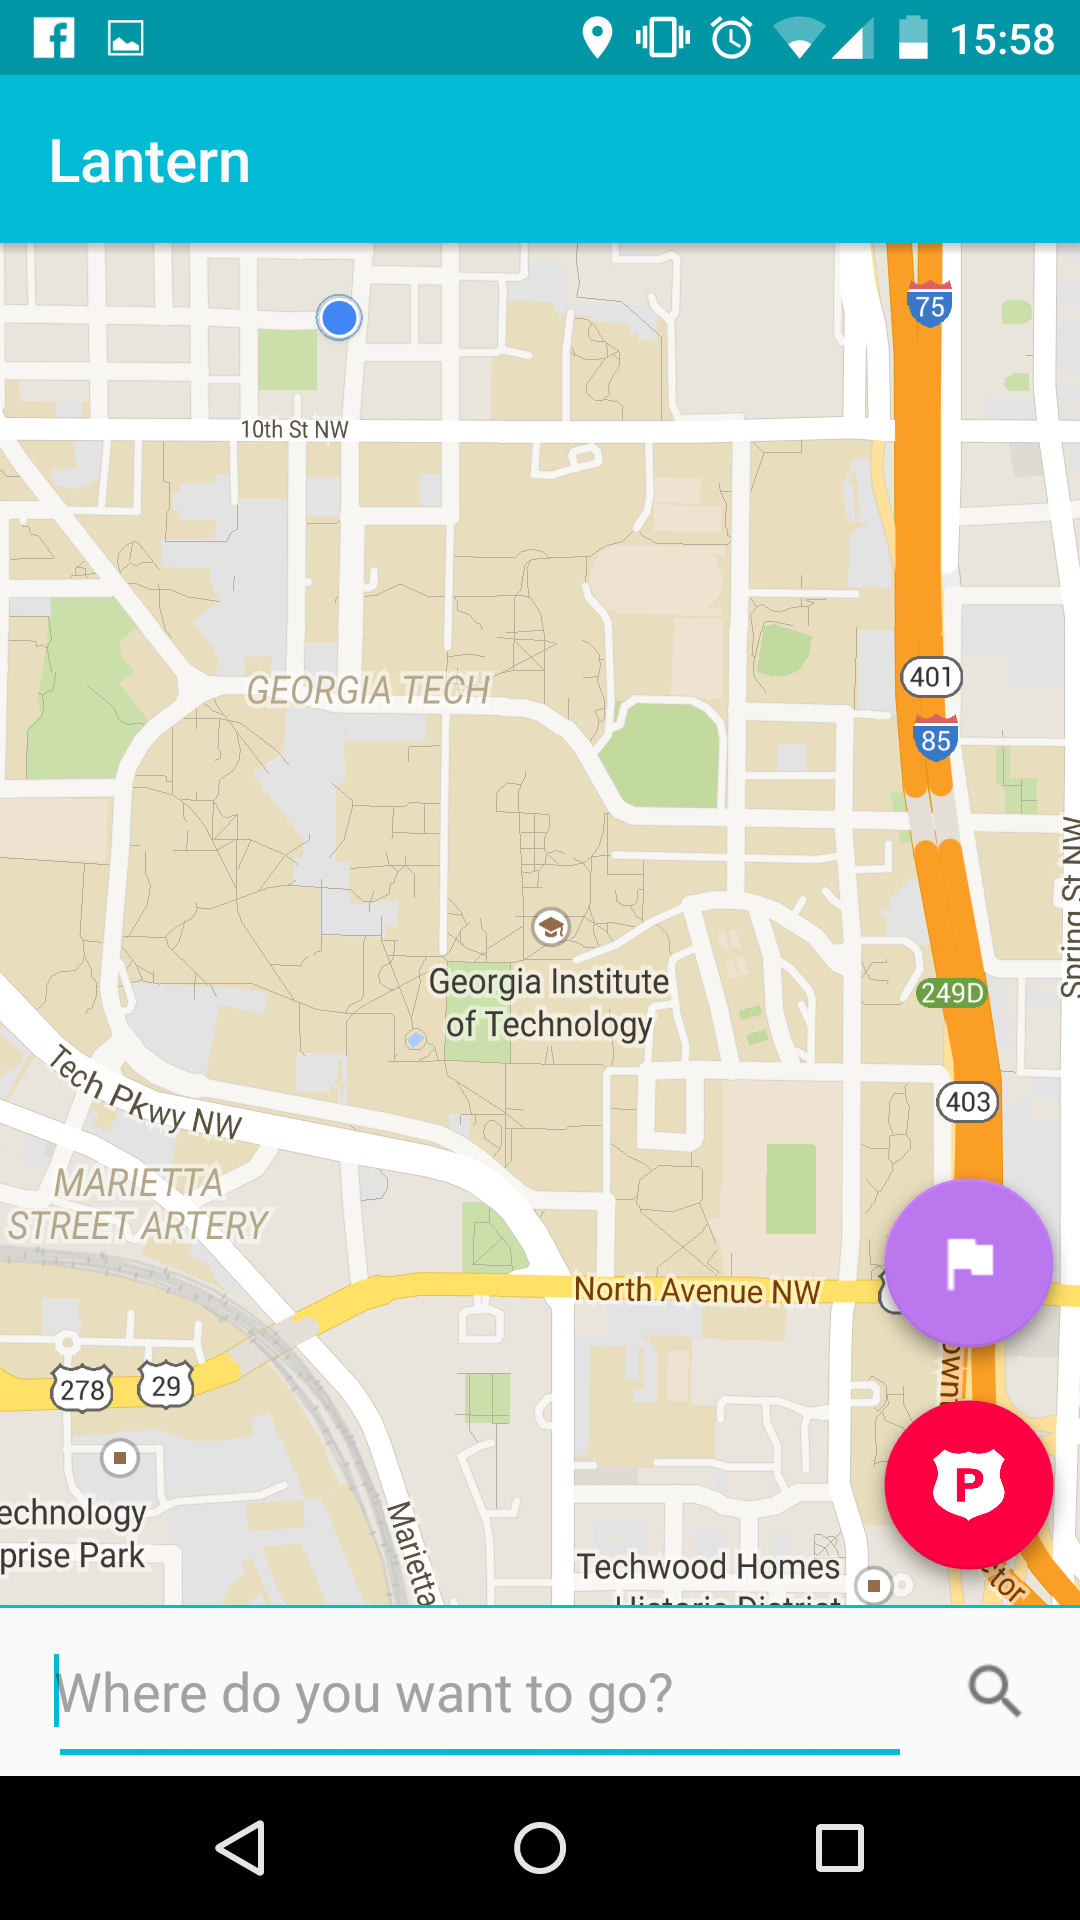 15:58
Lantern
75
10th St NW
401
GEORGIA TECH
85
Spring St NW
Georgia Institute
of Technology
249D
Tech Pkwy NW
403
MARIETTA
STREET ARTERY
North Avenue NW
278
29
P
echnology
prise Park
Marietta
Techwood Homes
Historic District
Where do you want to go?